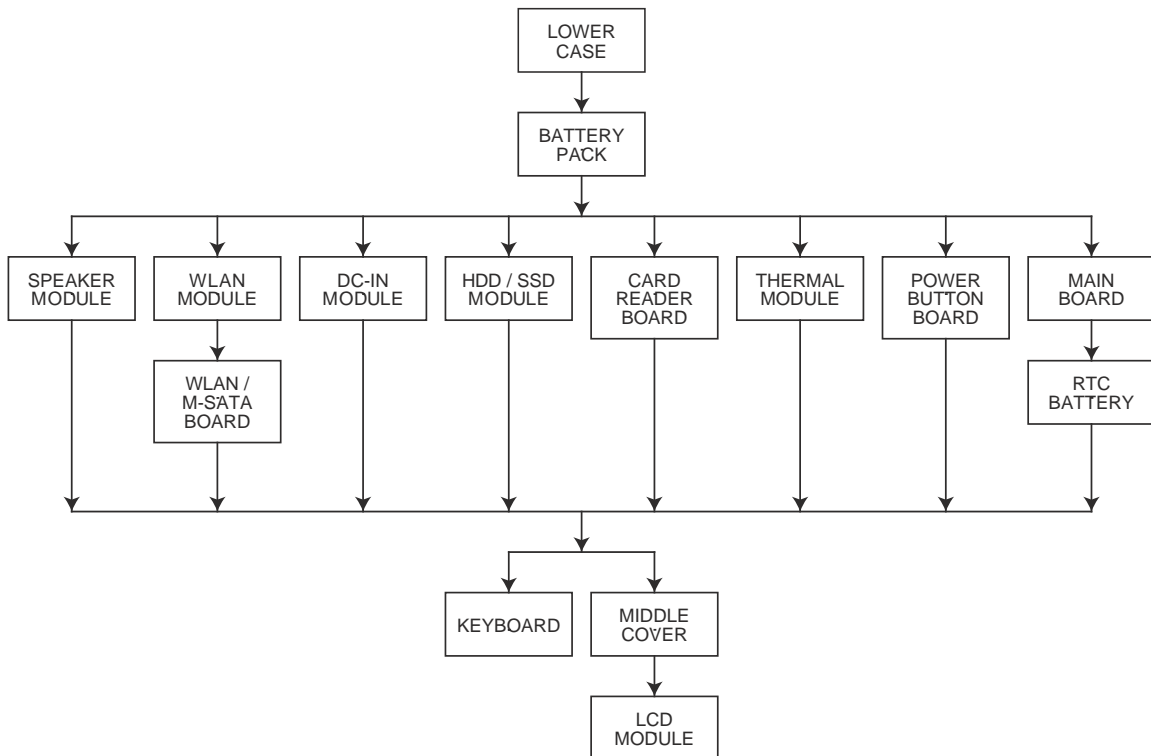 LOWER
CASE
BATTERY
PACK
SPEAKER
MODULE
WLAN
MODULE
DC-IN
MODULE
HDD / SSD
MODULE
CARD
READER
BOARD
THERMAL
MODULE
POWER
BUTTON
BOARD
MAIN
BOARD
WLAN /
M-SATA
BOARD
RTC
BATTERY
KEYBOARD
MIDDLE
COVER
LCD
MODULE